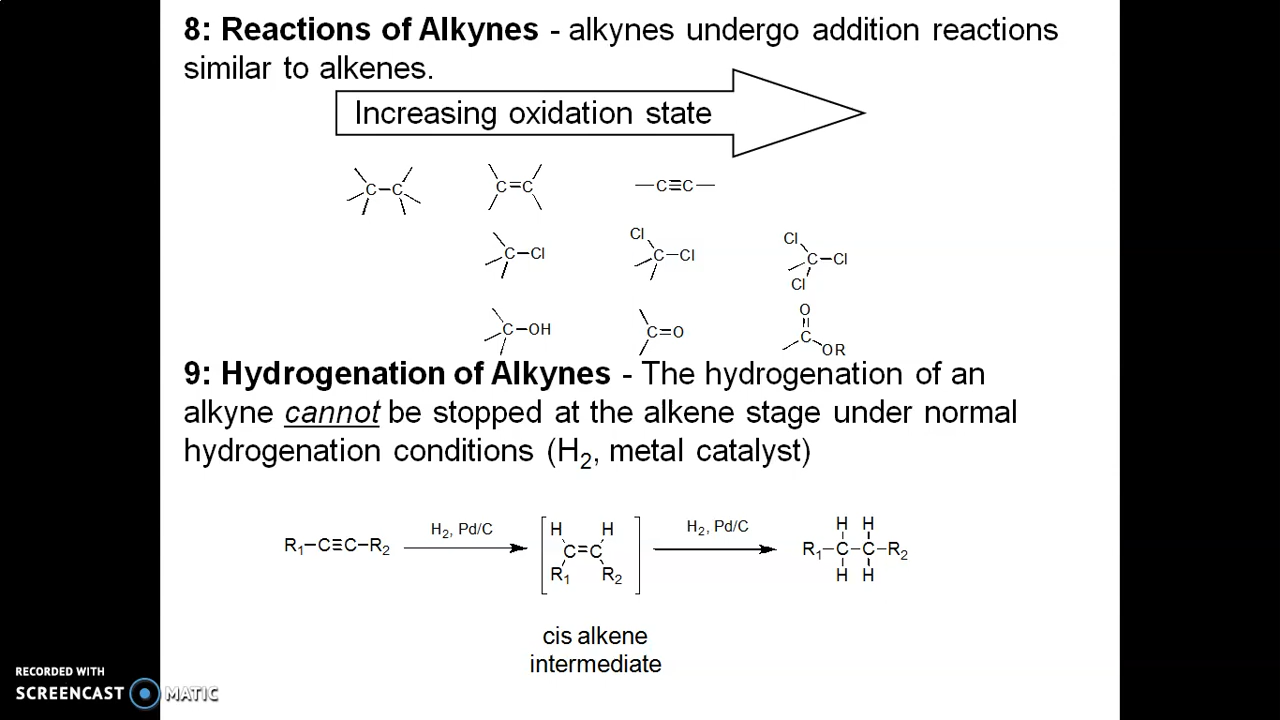 8: Reactions of Alkynes - alkynes undergo addition reactions
similar to alkenes.
Increasing oxidation state
C–C C=C –C≡C–
C–Cl Cl C–Cl Cl C–Cl Cl
C–OH C=O O C OR
9: Hydrogenation of Alkynes - The hydrogenation of an
alkyne cannot be stopped at the alkene stage under normal
hydrogenation conditions (H₂, metal catalyst)
R₁–C≡C–R₂ H₂, Pd/C H H C=C R₁ R₂ H₂, Pd/C H H R₁–C–C–R₂ H H
cis alkene
intermediate
RECORDED WITH
SCREENCAST MATIC